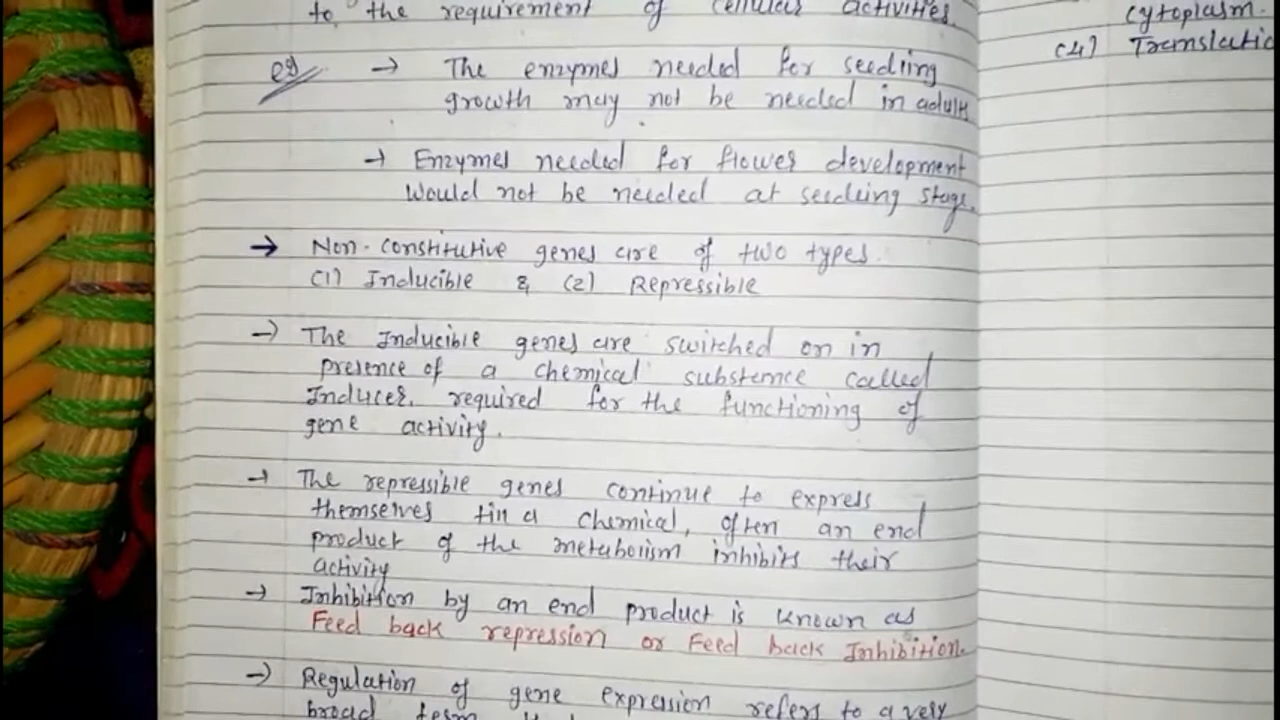 to the requirement of cellular activities.
eg → The enzymes needed for seedling
growth may not be needed in adult
→ Enzymes needed for flower development
would not be needed at seedling stage.
→ Non-constitutive genes are of two types.
(1) Inducible & (2) Repressible
→ The Inducible genes are switched on in
presence of a chemical substance called
Inducer, required for the functioning of
gene activity.
→ The repressible genes continue to express
themselves till a chemical, often an end
product of the metabolism inhibits their
activity
→ Inhibition by an end product is known as
Feed back repression or Feed back Inhibition.
→ Regulation of gene expression refers to a very
broad term
cytoplasm.
(4) Translatio